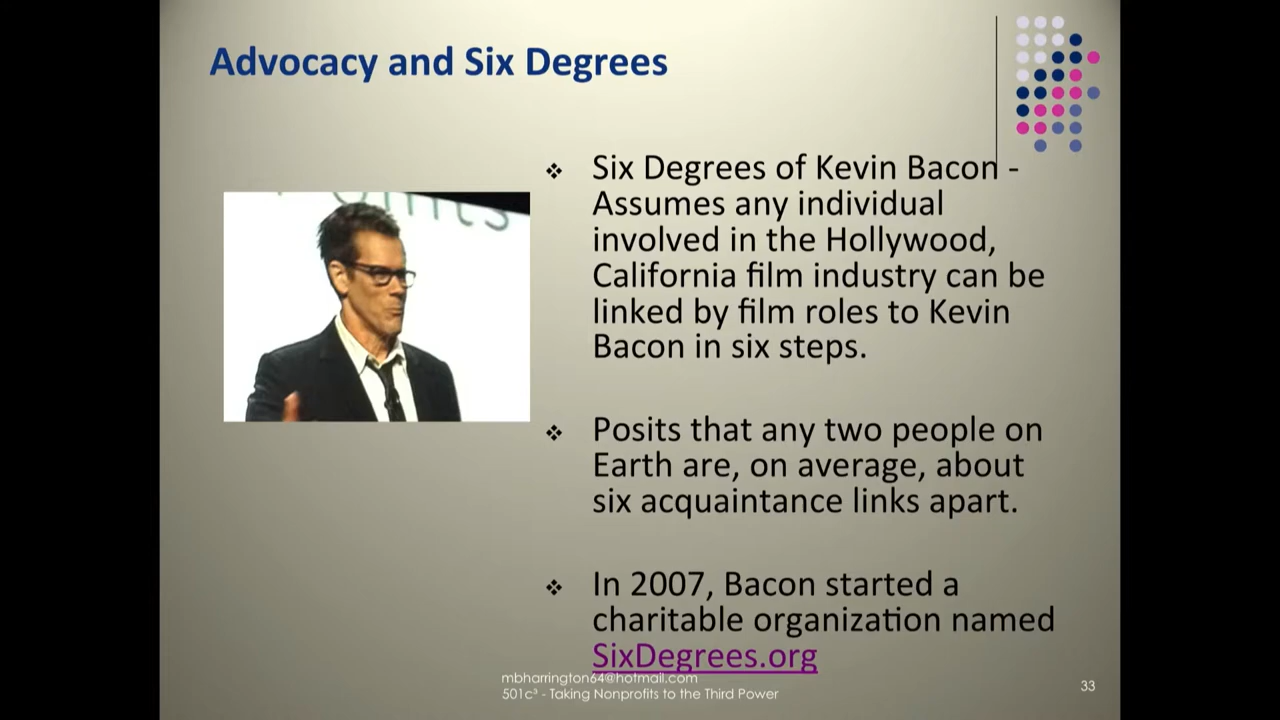 Advocacy and Six Degrees
❖ Six Degrees of Kevin Bacon -
Assumes any individual
involved in the Hollywood,
California film industry can be
linked by film roles to Kevin
Bacon in six steps.
❖ Posits that any two people on
Earth are, on average, about
six acquaintance links apart.
❖ In 2007, Bacon started a
charitable organization named
SixDegrees.org
mbharrington64@hotmail.com
501c³ - Taking Nonprofits to the Third Power
33